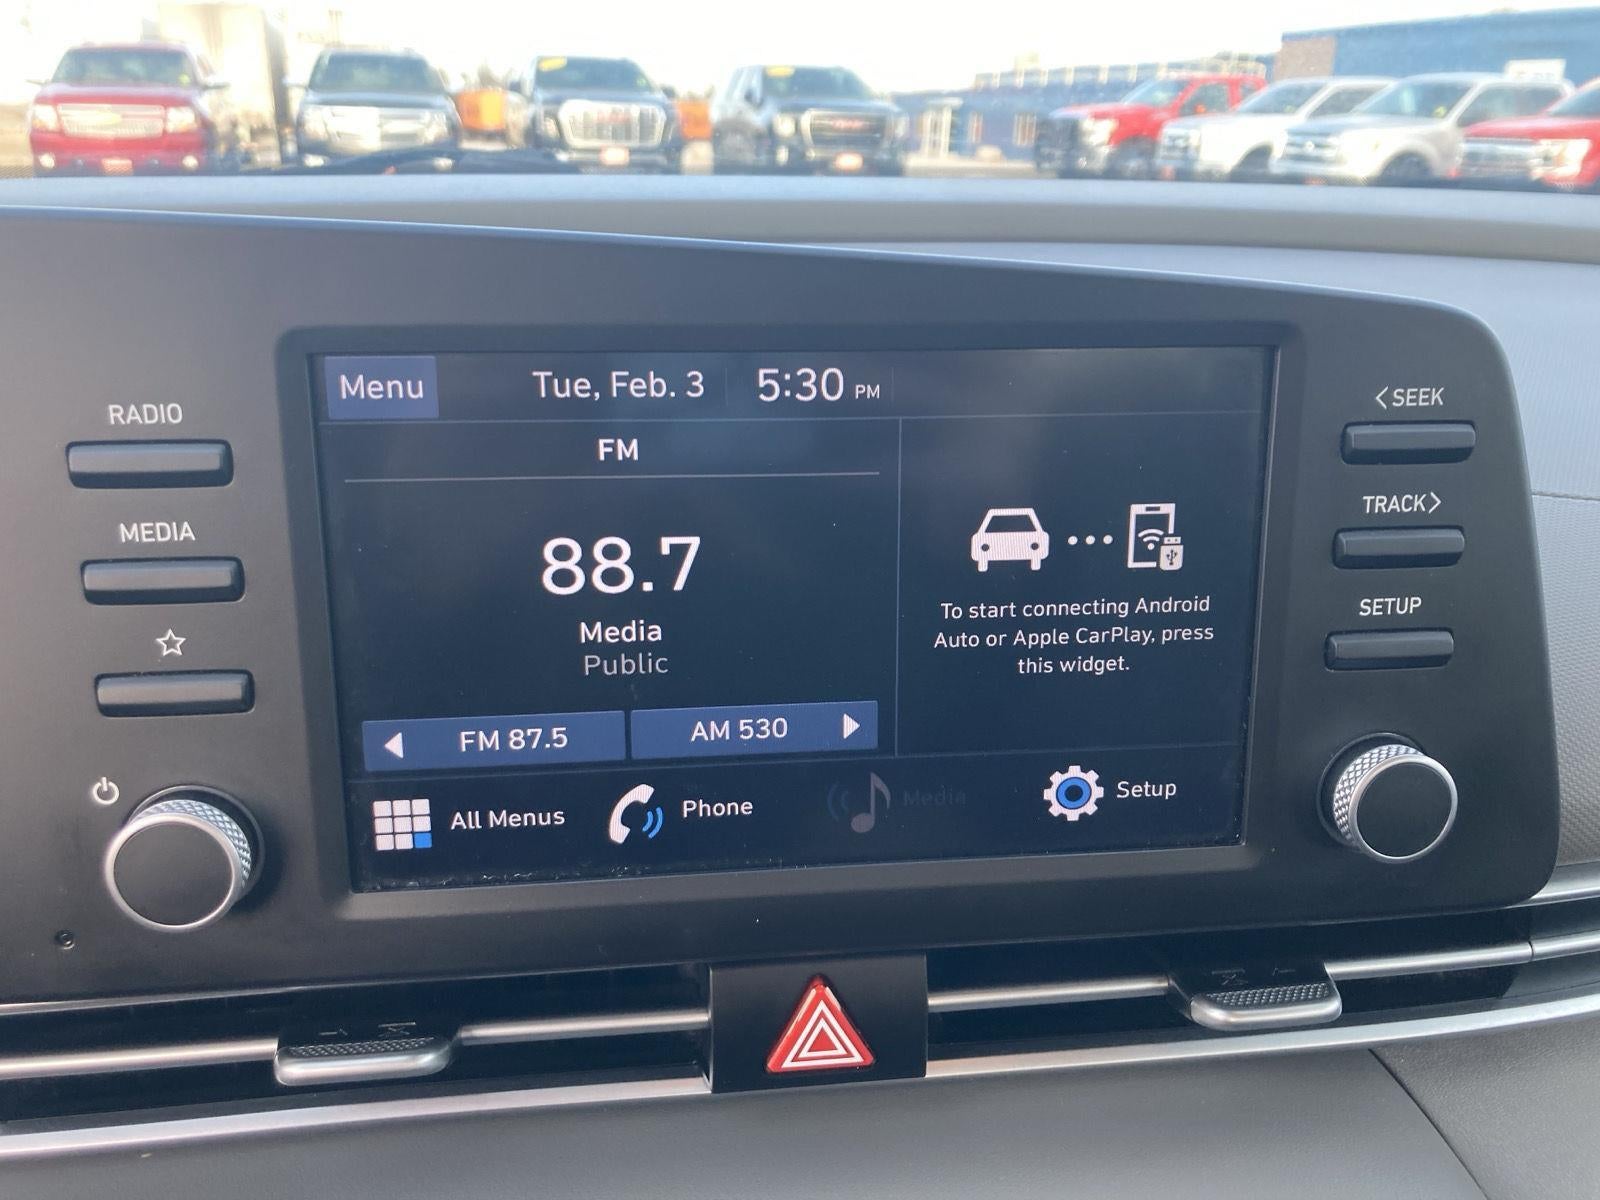 RADIO
MEDIA
Menu
Tue, Feb. 3
5:30 PM
FM
88.7
Media
Public
FM 87.5
AM 530
To start connecting Android
Auto or Apple CarPlay, press
this widget.
All Menus
Phone
Media
Setup
<SEEK
TRACK>
SETUP